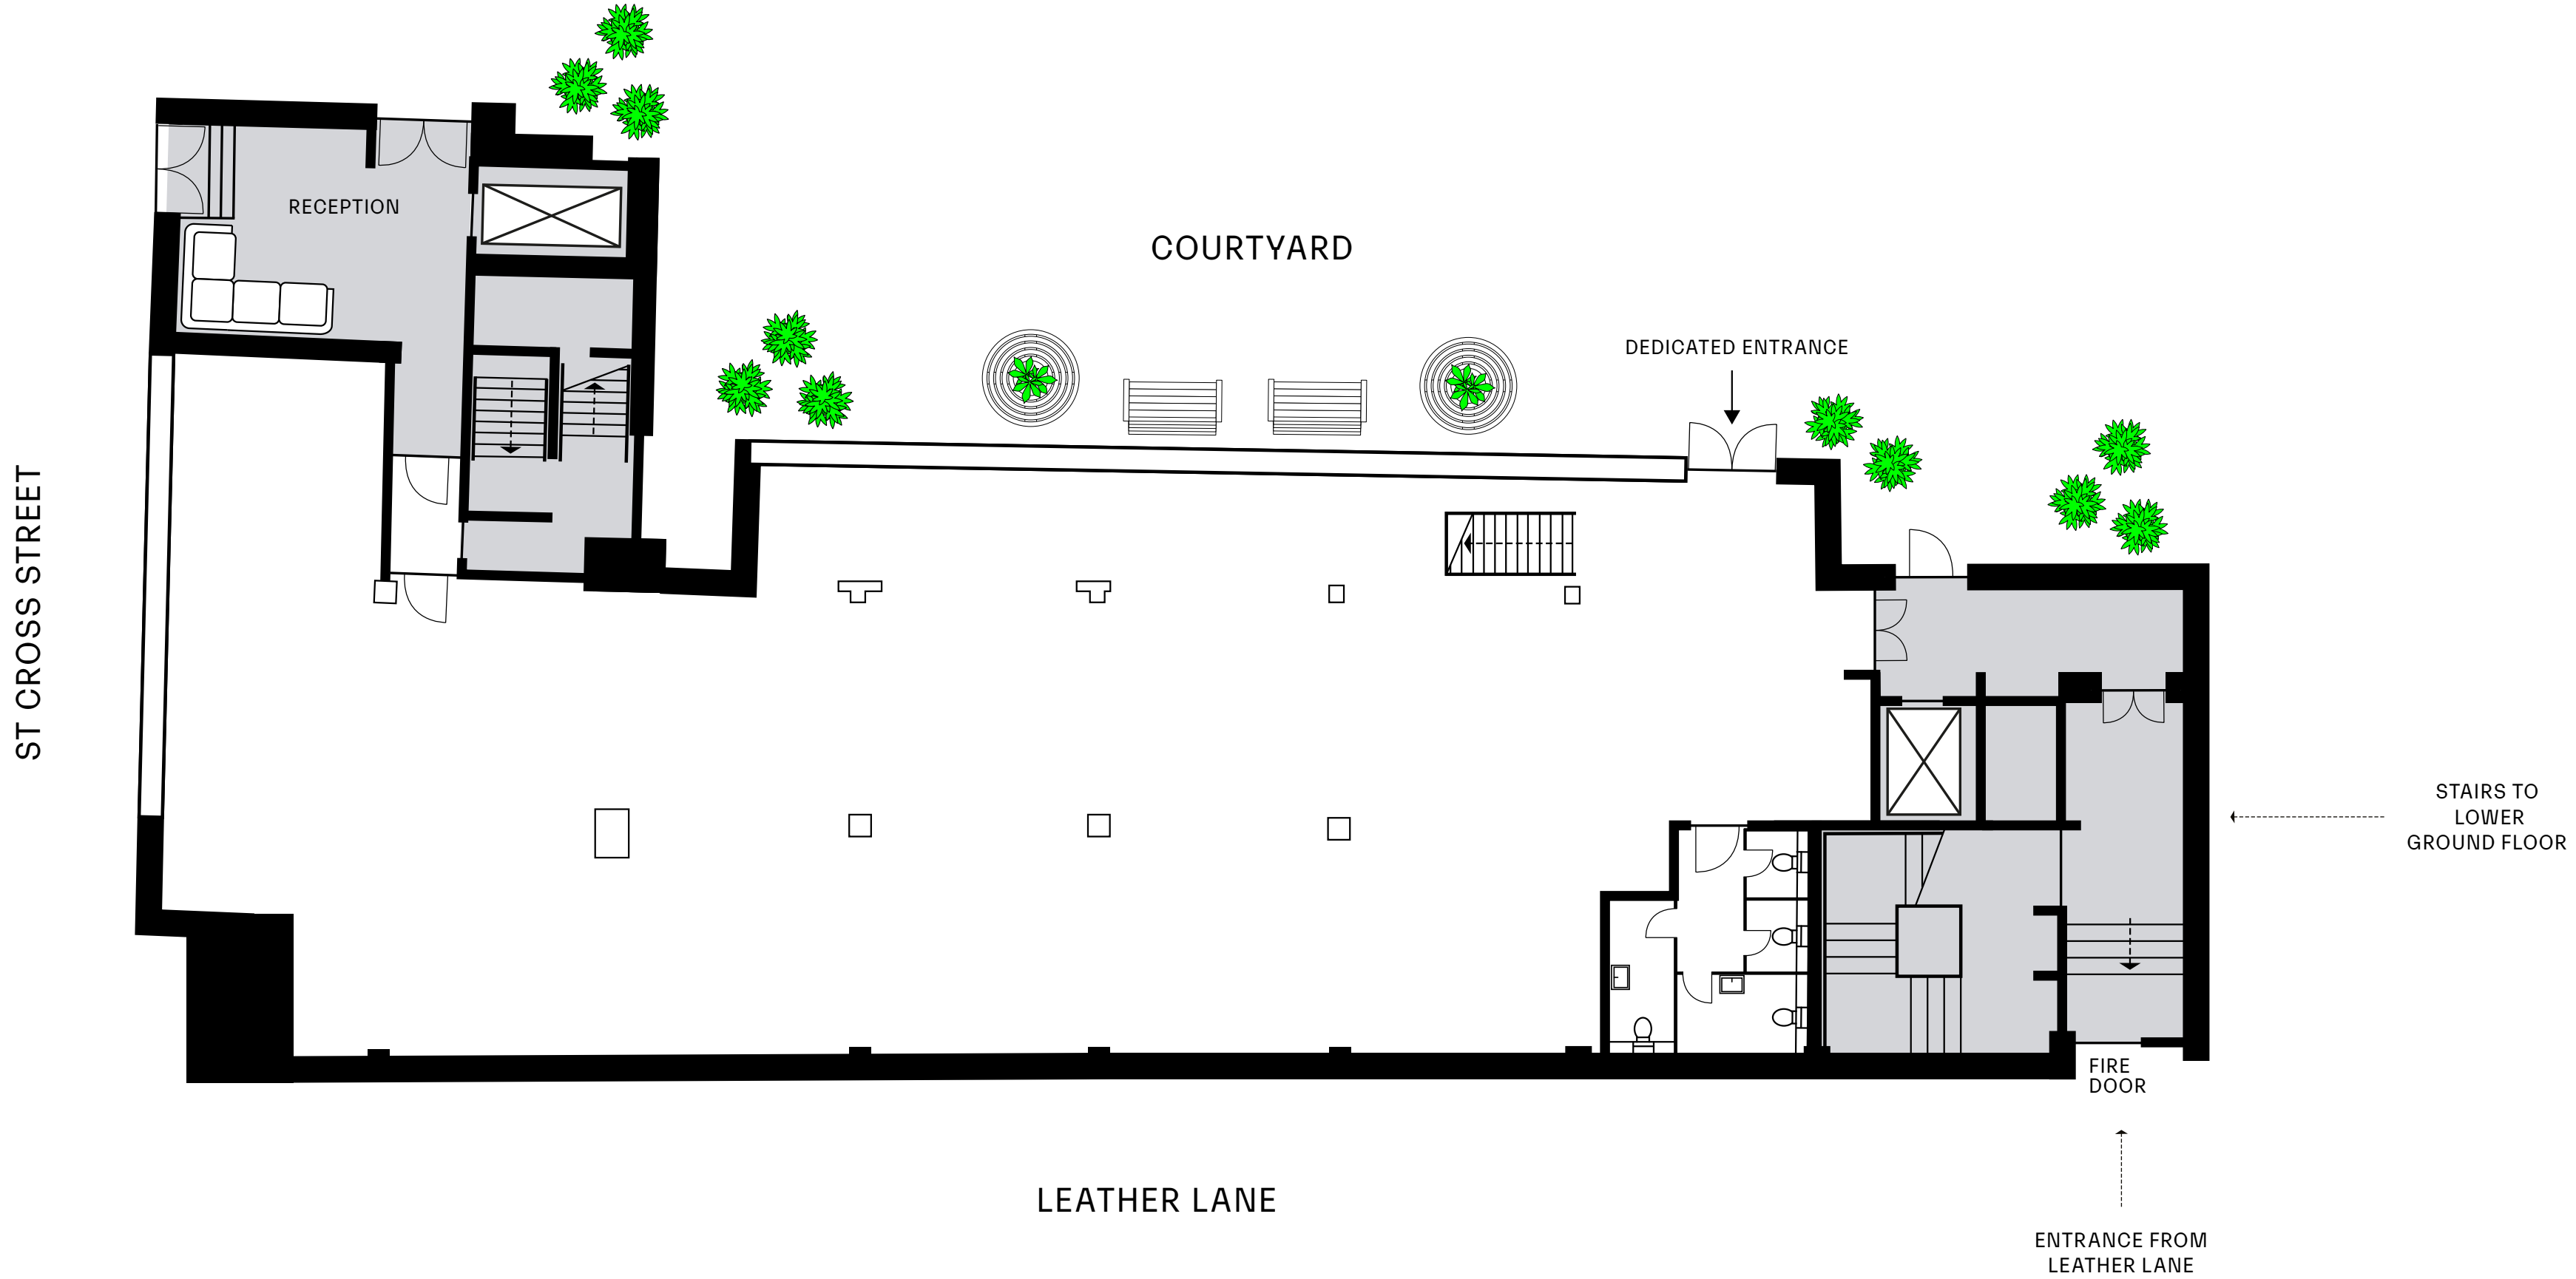 RECEPTION
COURTYARD
DEDICATED ENTRANCE
ST CROSS STREET
STAIRS TO
LOWER
GROUND FLOOR
FIRE
DOOR
LEATHER LANE
ENTRANCE FROM
LEATHER LANE